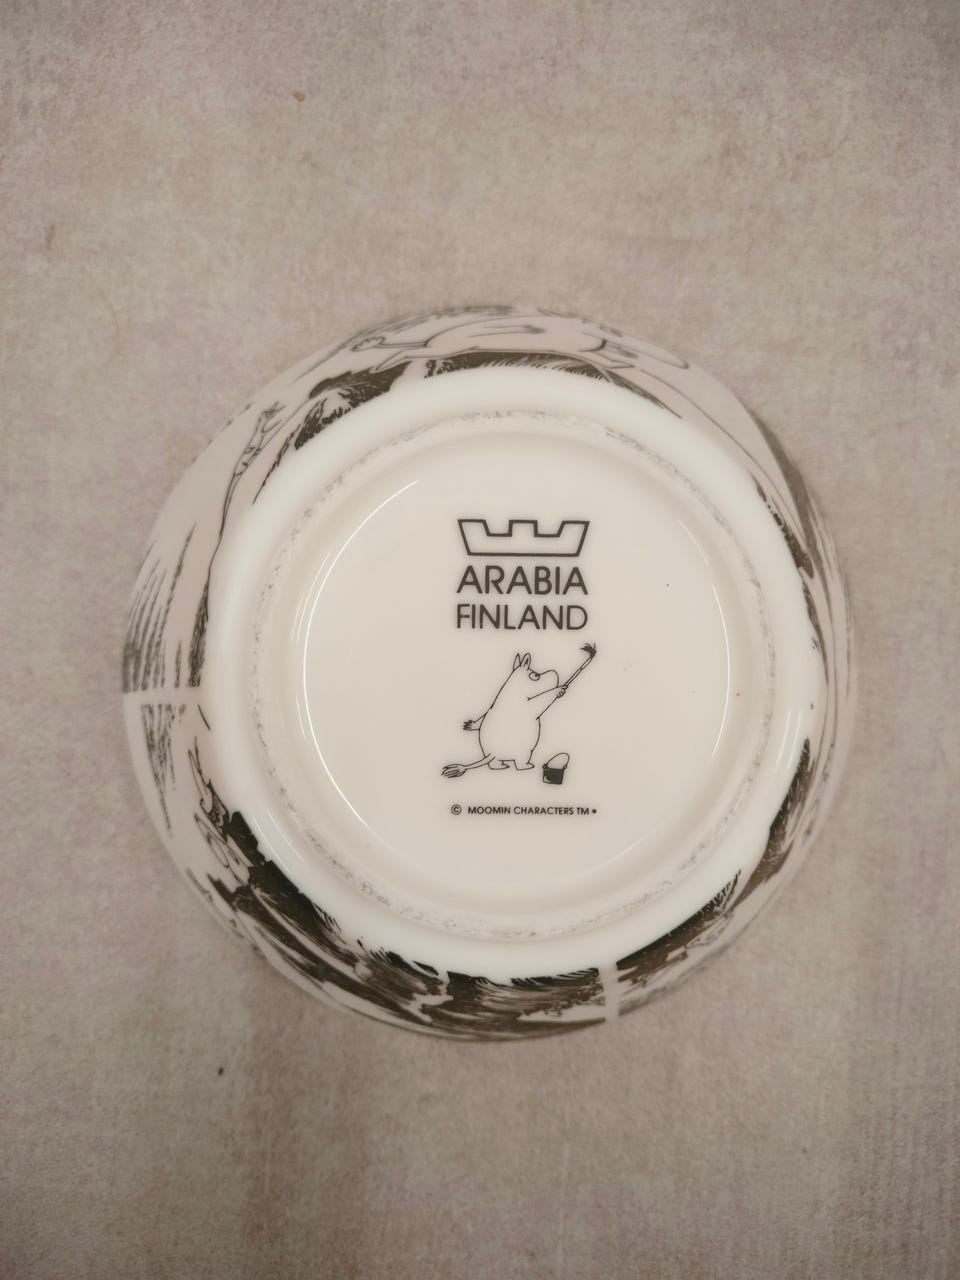 ARABIA
FINLAND
© MOOMIN CHARACTERS TM •